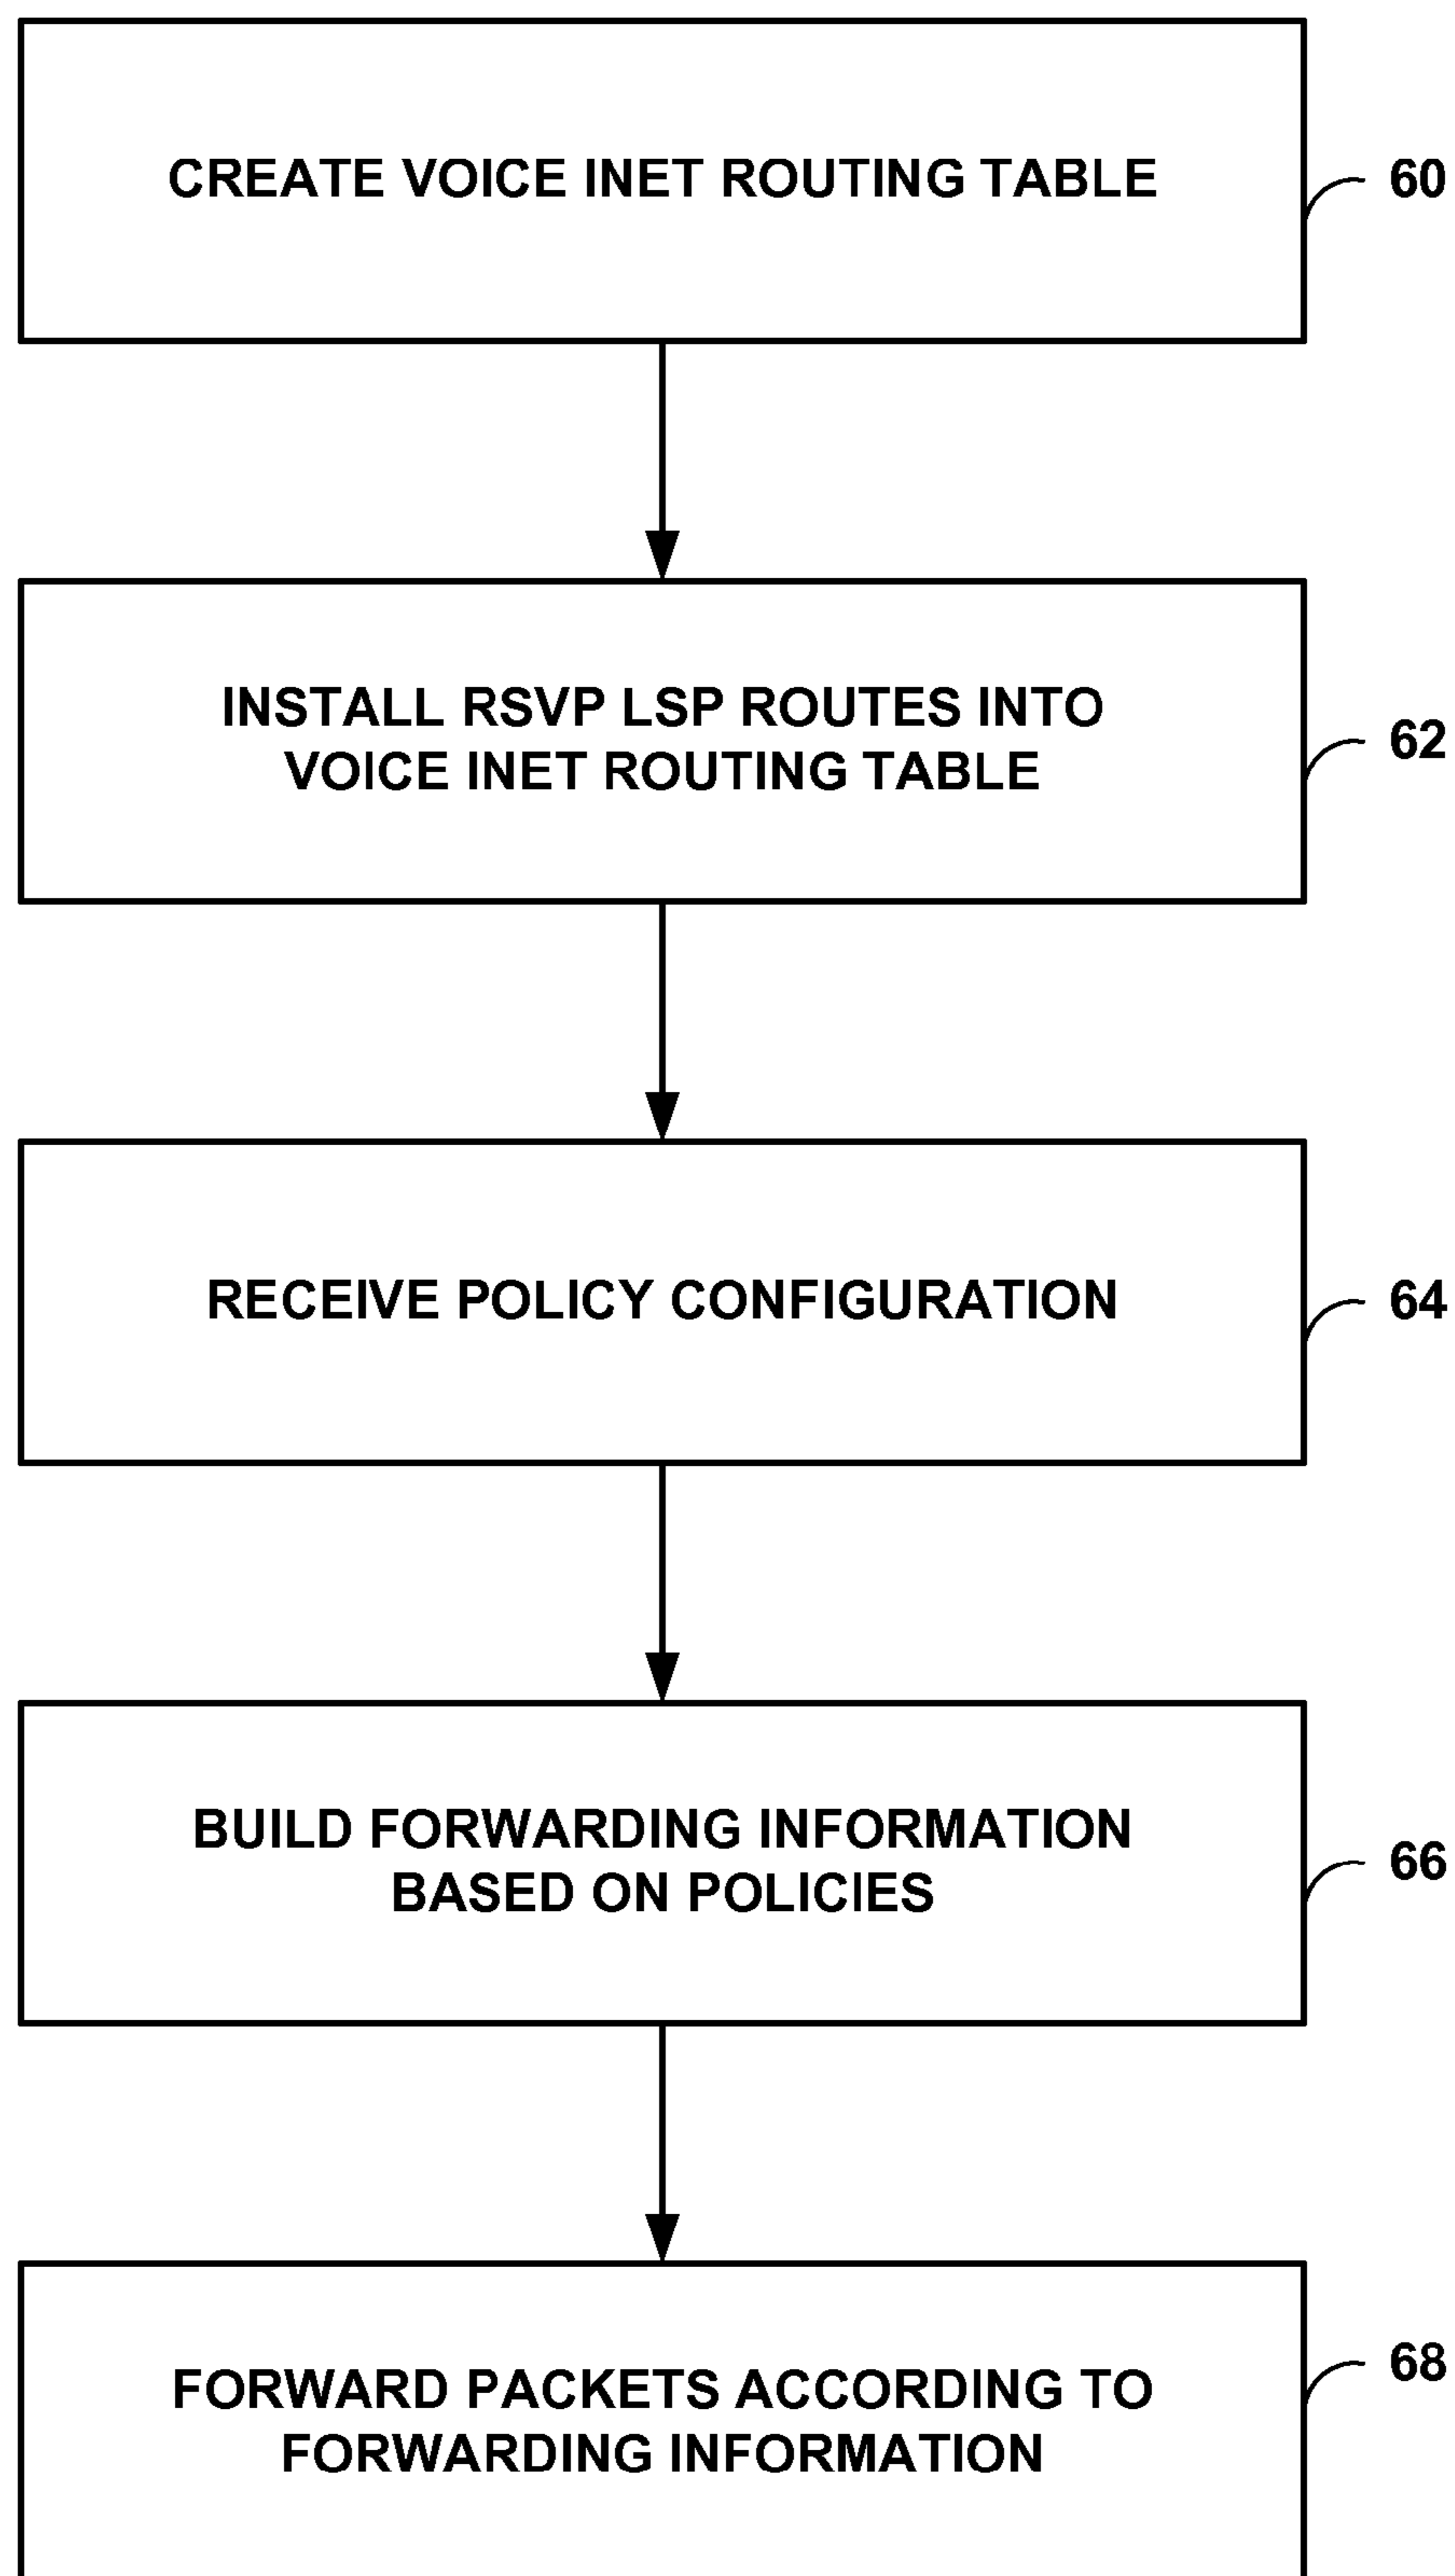 CREATE VOICE INET ROUTING TABLE
60
INSTALL RSVP LSP ROUTES INTO
VOICE INET ROUTING TABLE
62
RECEIVE POLICY CONFIGURATION
64
BUILD FORWARDING INFORMATION
BASED ON POLICIES
66
FORWARD PACKETS ACCORDING TO
FORWARDING INFORMATION
68